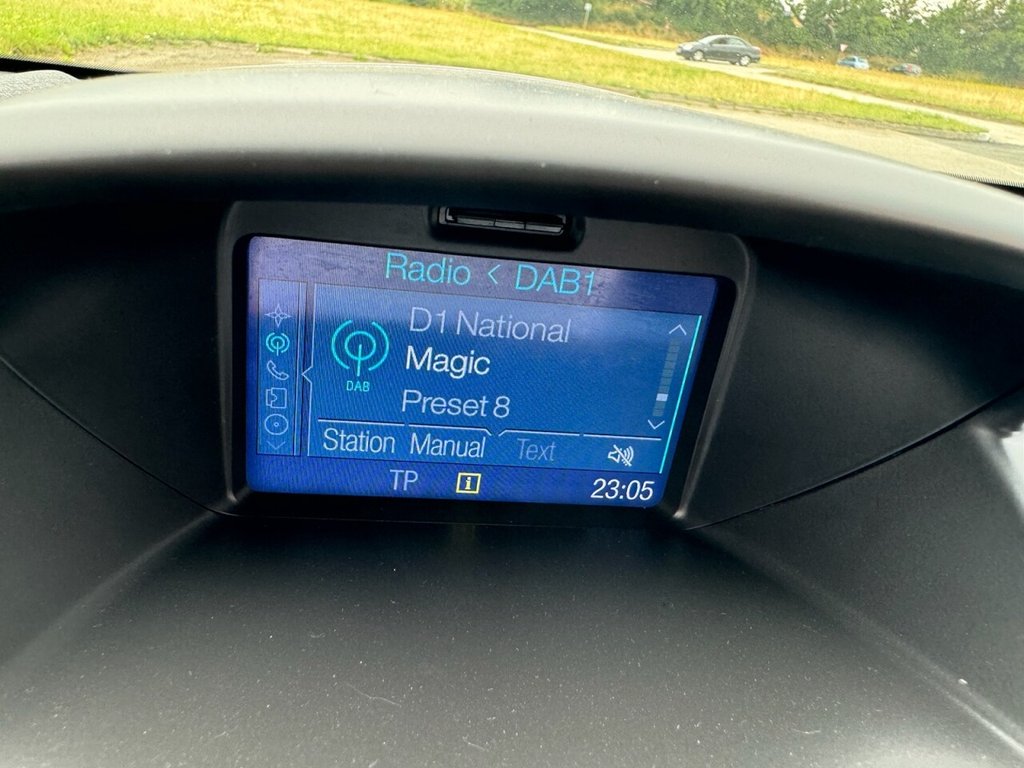 Radio < DAB1
D1 National
Magic
DAB
Preset 8
Station Manual Text
TP i 23:05